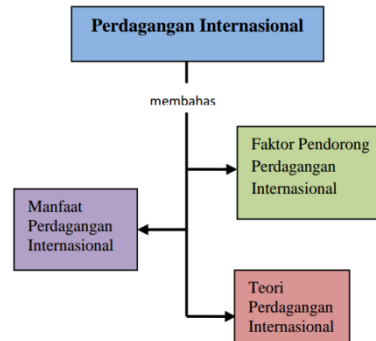 Perdagangan Internasional
membahas
Faktor Pendorong
Perdagangan
Internasional
Manfaat
Perdagangan
Internasional
Teori
Perdagangan
Internasional